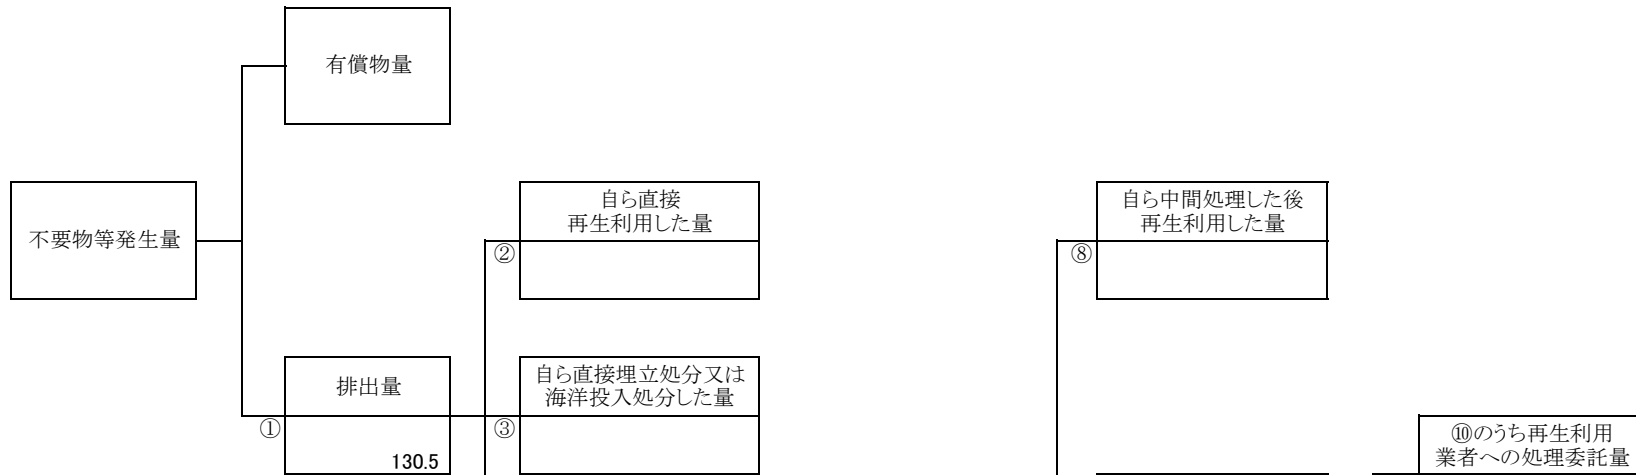 有償物量
不要物等発生量
自ら直接
再生利用した量
②
自ら中間処理した後
再生利用した量
⑧
排出量
①
130.5
自ら直接埋立処分又は
海洋投入処分した量
③
⑩のうち再生利用
業者への処理委託量